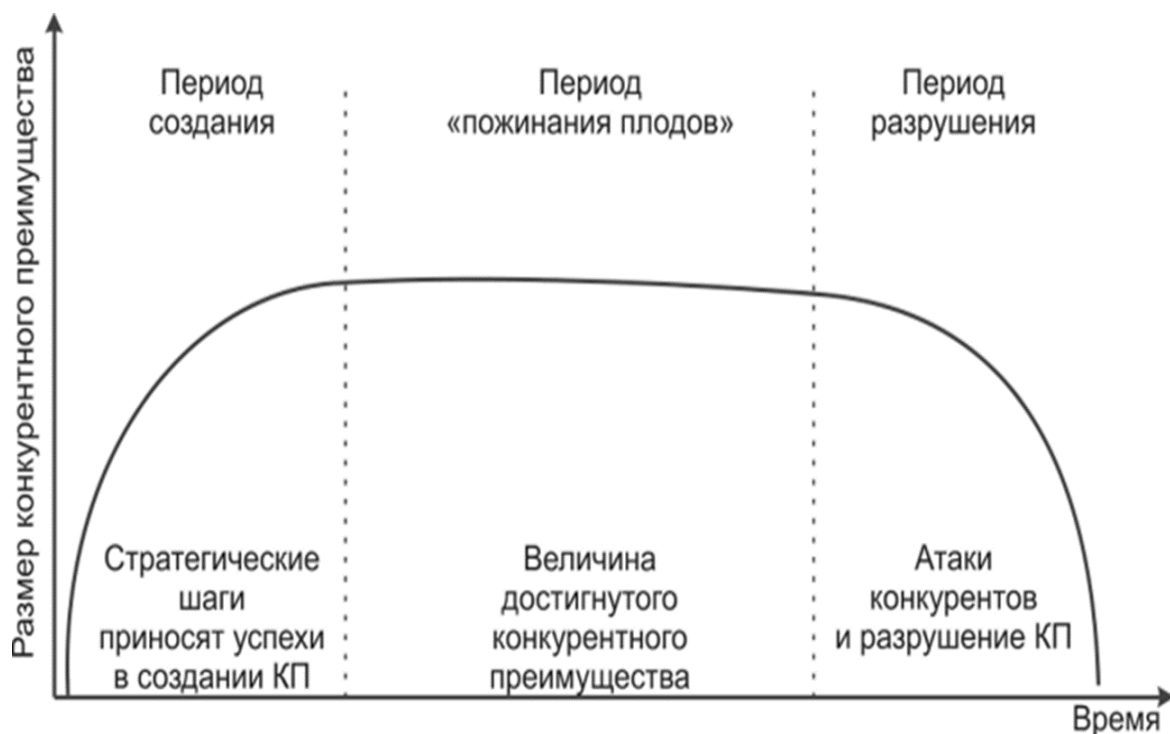 Размер конкурентного преимущества
Период
создания
Период
«пожинания плодов»
Период
разрушения
Стратегические
шаги
приносят успехи
в создании КП
Величина
достигнутого
конкурентного
преимущества
Атаки
конкурентов
и разрушение КП
Время